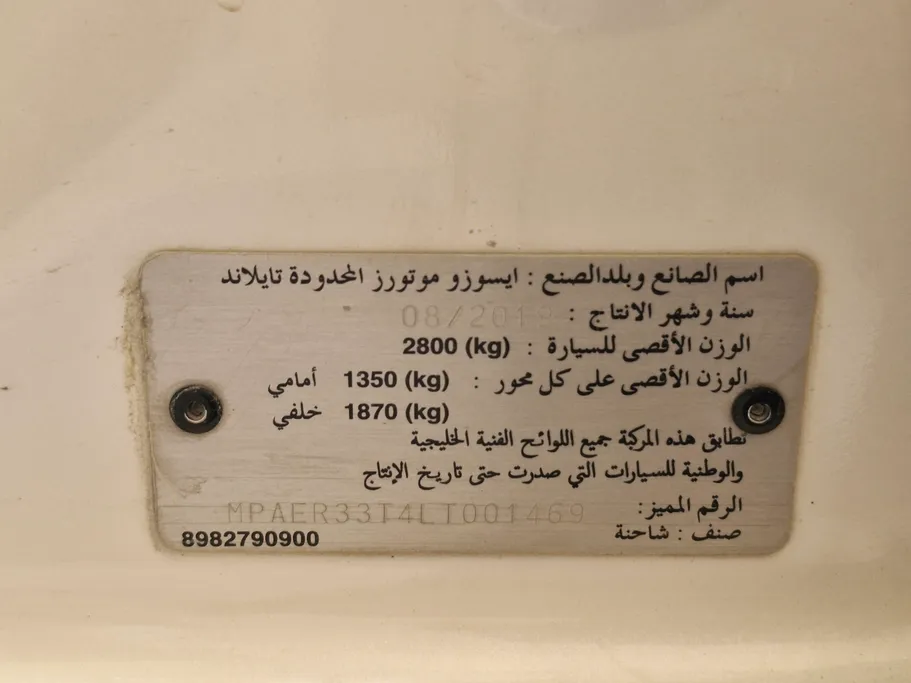 اسم الصانع وبلدالصنع : ايسوزو موتورز المحدودة تايلاند
سنة وشهر الانتاج : 08/2019
الوزن الأقصى للسيارة : 2800 (kg)
الوزن الأقصى على كل محور : 1350 (kg) أمامي
1870 (kg) خلفي
تطابق هذه المركبة جميع اللوائح الفنية الخليجية
والوطنية للسيارات التي صدرت حتى تاريخ الإنتاج
الرقم المميز: MPAER33T4LT001469
صنف : شاحنة 8982790900